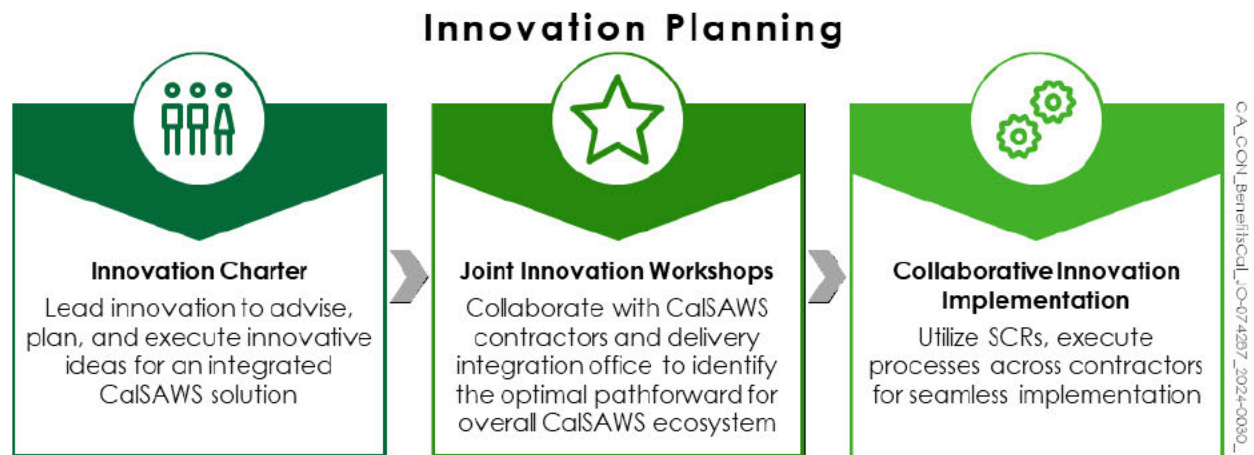 Innovation Planning
Innovation Charter
Lead innovation to advise,
plan, and execute innovative
ideas for an integrated
CalSAWS solution
Joint Innovation Workshops
Collaborate with CalSAWS
contractors and delivery
integration office to identify
the optimal pathforward for
overall CalSAWS ecosystem
Collaborative Innovation
Implementation
Utilize SCRs, execute
processes across contractors
for seamless implementation
CA_CON_BenefitsCal_JO-074287_2024-0030_